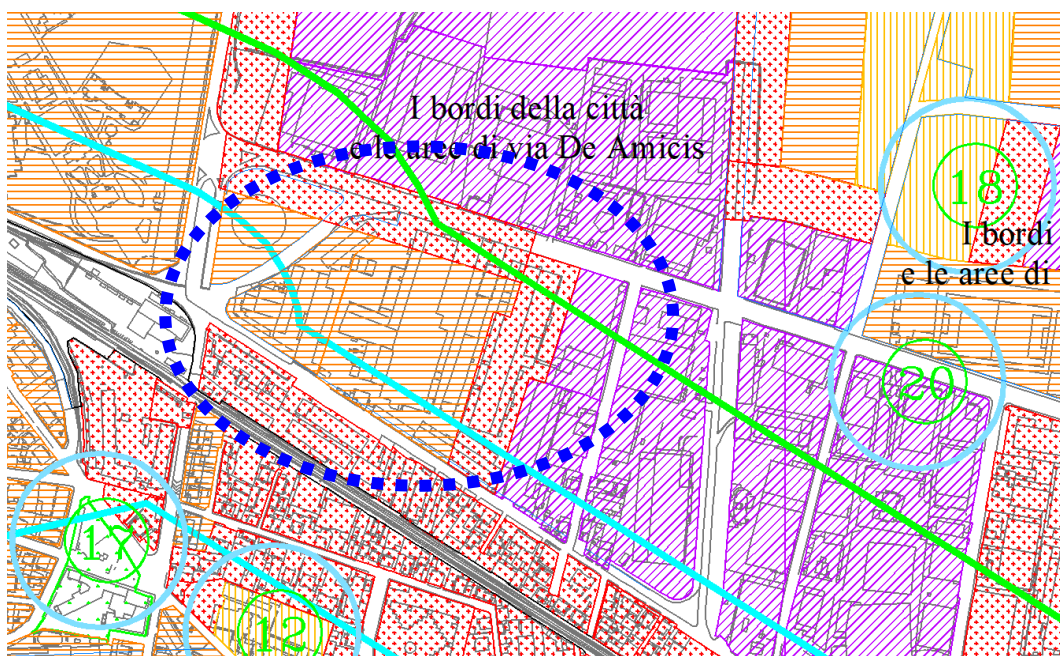 I bordi della città
e le aree di via De Amicis
18
I bordi
e le aree di
20
17
12